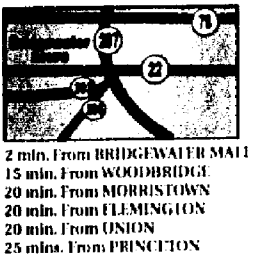 78
287
22
2 min. From BRIDGEWATER MALL
15 min. From WOODBRIDGE
20 min. From MORRISTOWN
20 min. From FLEMINGTON
20 min. From UNION
25 mins. From PRINCETON